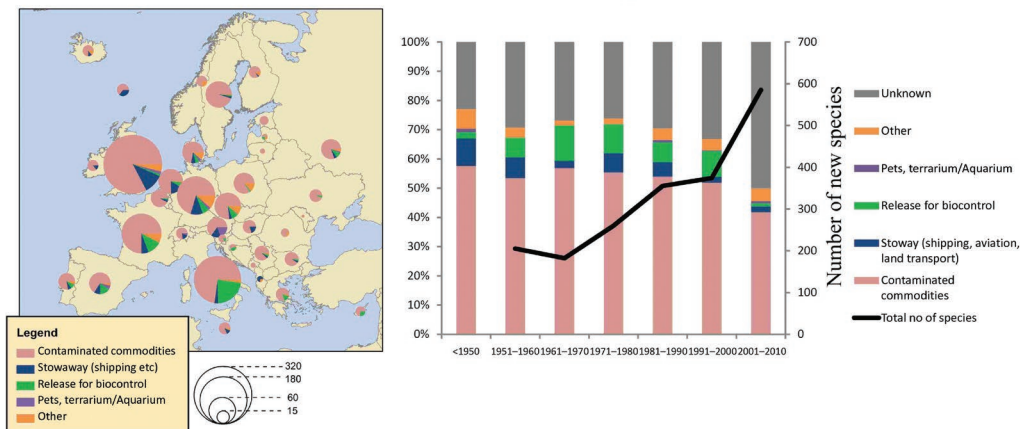 Legend
Contaminated commodities
Stowaway (shipping etc)
Release for biocontrol
Pets, terrarium/Aquarium
Other
320
180
60
15
100%
90%
80%
70%
60%
50%
40%
30%
20%
10%
0%
<1950
1951–1960
1961–1970
1971–1980
1981–1990
1991–2000
2001–2010
700
600
500
400
300
200
100
0
Number of new species
Unknown
Other
Pets, terrarium/Aquarium
Release for biocontrol
Stoway (shipping, aviation,
land transport)
Contaminated
commodities
Total no of species